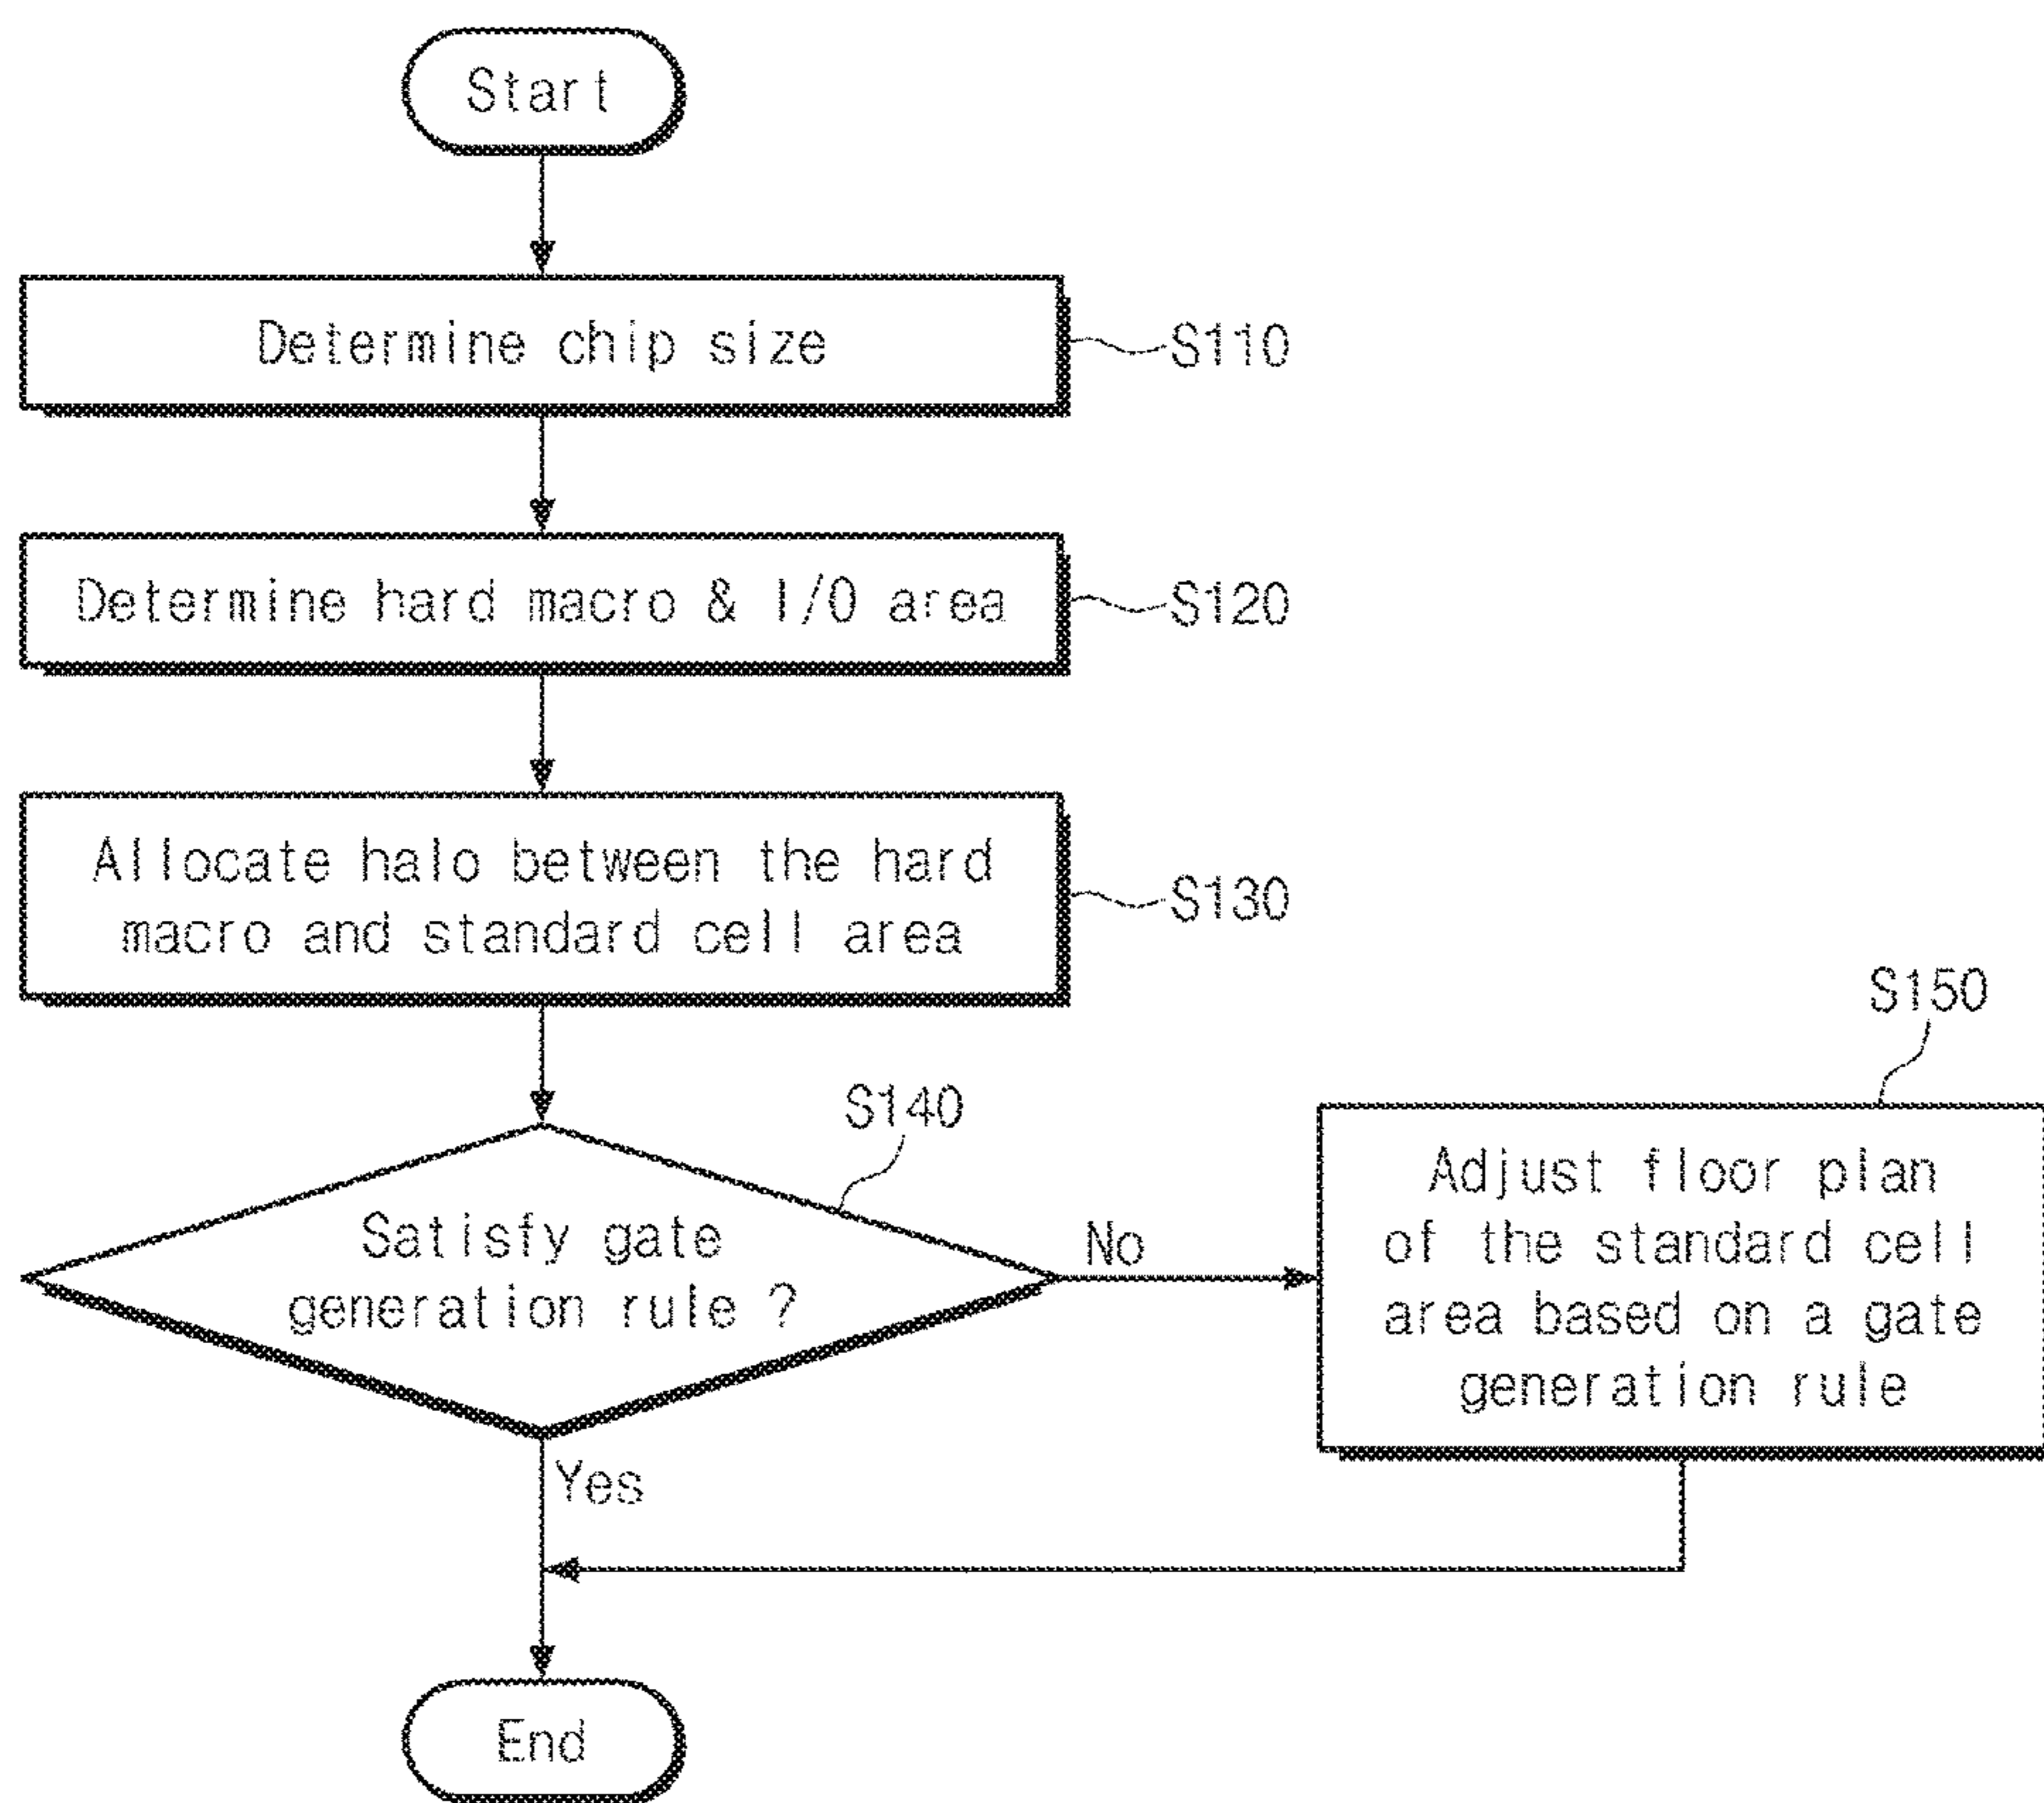 Start
Determine chip size
S110
Determine hard macro & I/O area
S120
Allocate halo between the hard
macro and standard cell area
S130
S140
Satisfy gate
generation rule ?
No
Yes
S150
Adjust floor plan
of the standard cell
area based on a gate
generation rule
End